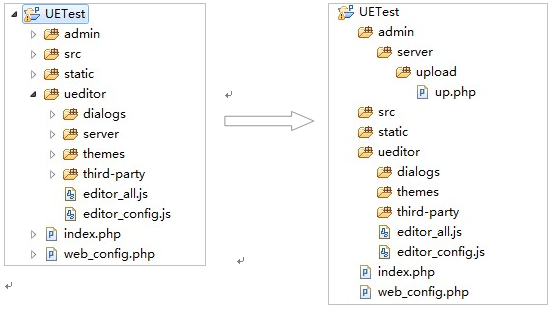 UETest
admin
src
static
ueditor
dialogs
server
themes
third-party
editor_all.js
editor_config.js
index.php
web_config.php
UETest
admin
server
upload
up.php
src
static
ueditor
dialogs
themes
third-party
editor_all.js
editor_config.js
index.php
web_config.php